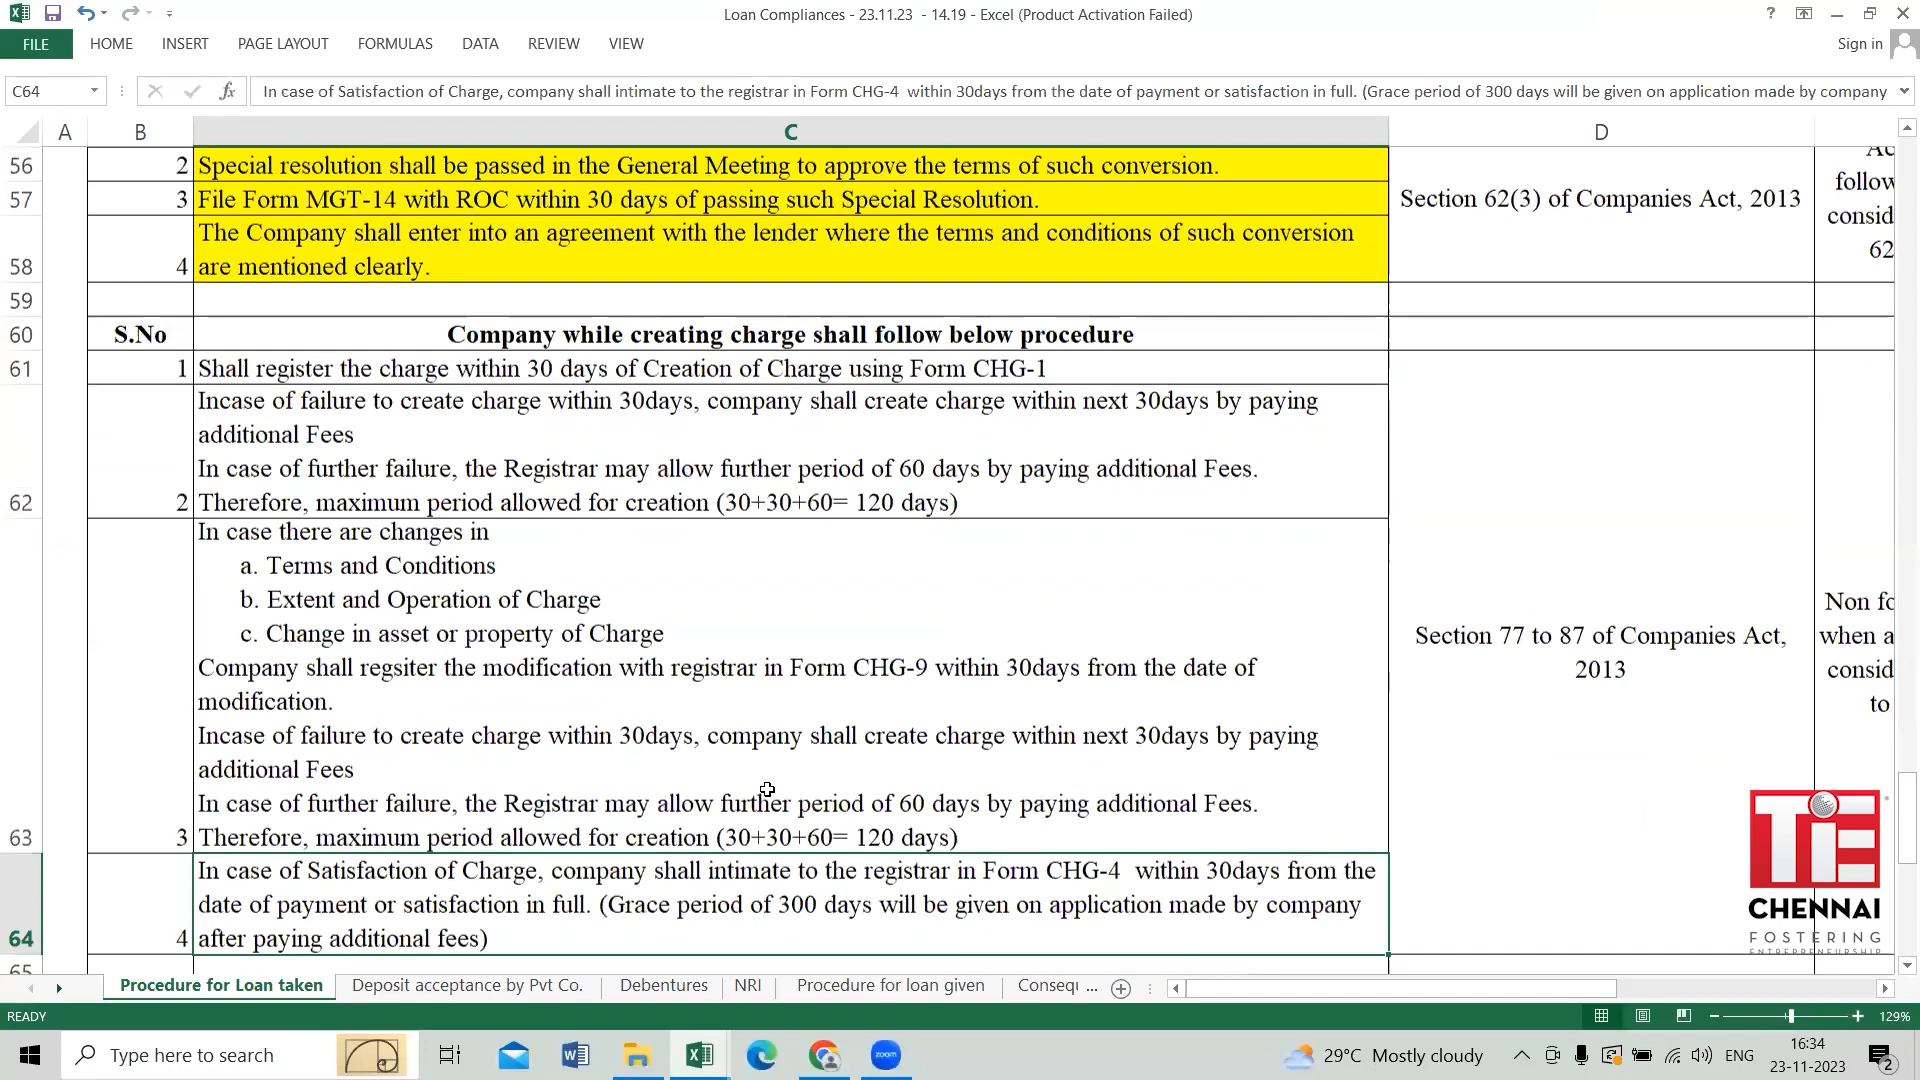 Loan Compliances - 23.11.23 - 14.19 - Excel (Product Activation Failed)
FILE HOME INSERT PAGE LAYOUT FORMULAS DATA REVIEW VIEW Sign in
C64 fx In case of Satisfaction of Charge, company shall intimate to the registrar in Form CHG-4 within 30days from the date of payment or satisfaction in full. (Grace period of 300 days will be given on application made by company
A B C D
56 2 Special resolution shall be passed in the General Meeting to approve the terms of such conversion.
follow
57 3 File Form MGT-14 with ROC within 30 days of passing such Special Resolution. Section 62(3) of Companies Act, 2013
consid
The Company shall enter into an agreement with the lender where the terms and conditions of such conversion
62
58 4 are mentioned clearly.
59
60 S.No Company while creating charge shall follow below procedure
61 1 Shall register the charge within 30 days of Creation of Charge using Form CHG-1
Incase of failure to create charge within 30days, company shall create charge within next 30days by paying
additional Fees
In case of further failure, the Registrar may allow further period of 60 days by paying additional Fees.
62 2 Therefore, maximum period allowed for creation (30+30+60= 120 days)
In case there are changes in
a. Terms and Conditions
b. Extent and Operation of Charge
c. Change in asset or property of Charge
Company shall regsiter the modification with registrar in Form CHG-9 within 30days from the date of
modification.
Incase of failure to create charge within 30days, company shall create charge within next 30days by paying
additional Fees
In case of further failure, the Registrar may allow further period of 60 days by paying additional Fees.
63 3 Therefore, maximum period allowed for creation (30+30+60= 120 days)
Section 77 to 87 of Companies Act,
2013
Non fo
when a
consid
to
In case of Satisfaction of Charge, company shall intimate to the registrar in Form CHG-4 within 30days from the
date of payment or satisfaction in full. (Grace period of 300 days will be given on application made by company
64 4 after paying additional fees)
65
TiE
CHENNAI
FOSTERING
ENTREPRENEURSHIP
Procedure for Loan taken Deposit acceptance by Pvt Co. Debentures NRI Procedure for loan given Consequ ...
READY 129%
Type here to search zoom 29°C Mostly cloudy ENG 16:34
23-11-2023 2